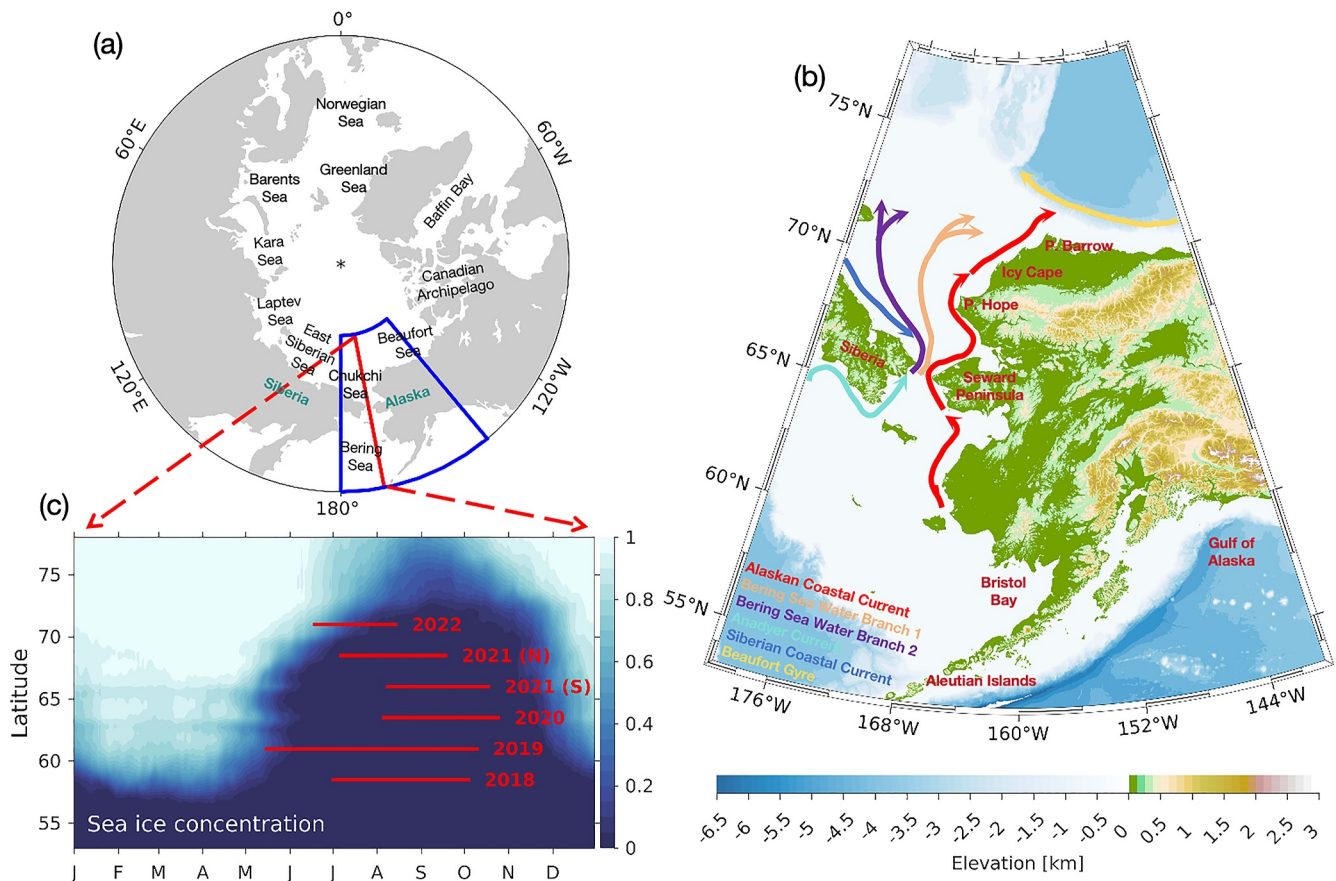 (a)
0°
60°E
60°W
120°E
120°W
180°
Norwegian
Sea
Greenland
Sea
Barents
Sea
Baffin Bay
Kara
Sea
Canadian
Archipelago
*
Laptev
Sea
East
Siberian
Sea
Beaufort
Sea
Chukchi
Sea
Siberia
Alaska
Bering
Sea
(b)
75°N
70°N
65°N
60°N
55°N
176°W
168°W
160°W
152°W
144°W
P. Barrow
Icy Cape
P. Hope
Siberia
Seward
Peninsula
Gulf of
Alaska
Bristol
Bay
Aleutian Islands
Alaskan Coastal Current
Bering Sea Water Branch 1
Bering Sea Water Branch 2
Anadyer Current
Siberian Coastal Current
Beaufort Gyre
-6.5 -6 -5.5 -5 -4.5 -4 -3.5 -3 -2.5 -2 -1.5 -1 -0.5 0 0.5 1 1.5 2 2.5 3
Elevation [km]
(c)
Latitude
75
70
65
60
55
2022
2021 (N)
2021 (S)
2020
2019
2018
Sea ice concentration
J F M A M J J A S O N D
1
0.8
0.6
0.4
0.2
0